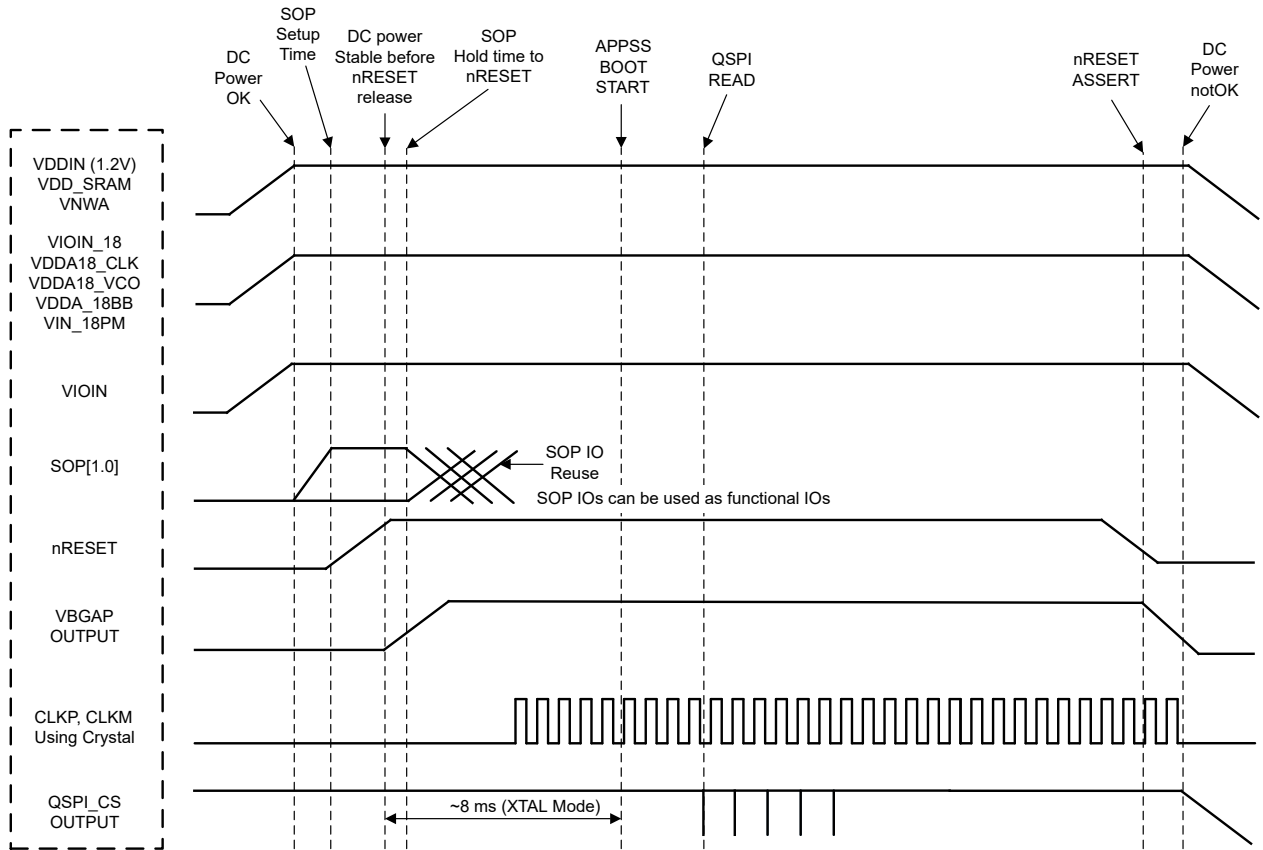 DC
Power
OK
SOP
Setup
Time
DC power
Stable before
nRESET
release
SOP
Hold time to
nRESET
APPSS
BOOT
START
QSPI
READ
nRESET
ASSERT
DC
Power
notOK
VDDIN (1.2V)
VDD_SRAM
VNWA
VIOIN_18
VDDA18_CLK
VDDA18_VCO
VDDA_18BB
VIN_18PM
VIOIN
SOP[1.0]
SOP IO
Reuse
SOP IOs can be used as functional IOs
nRESET
VBGAP
OUTPUT
CLKP, CLKM
Using Crystal
QSPI_CS
OUTPUT
~8 ms (XTAL Mode)